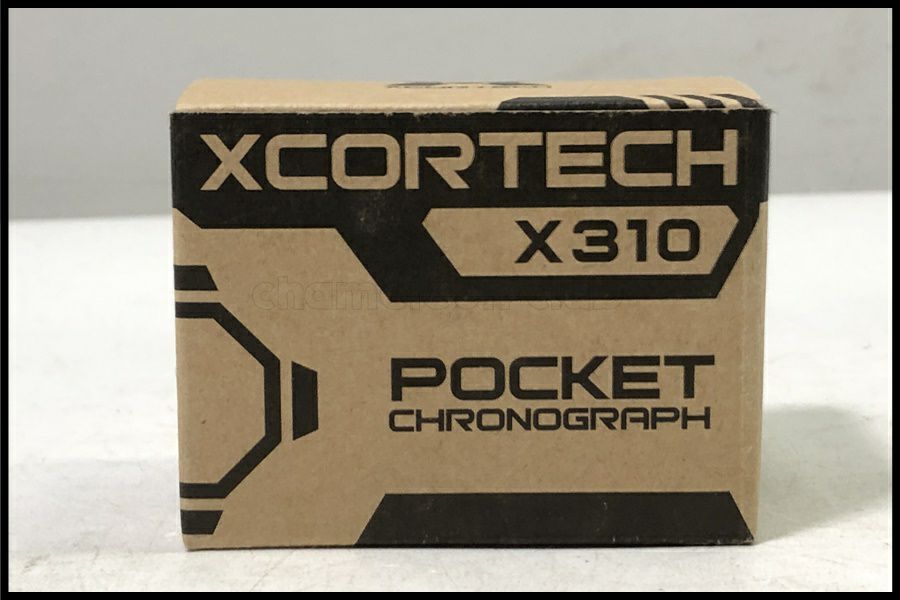 XCORTECH
X310
POCKET
CHRONOGRAPH